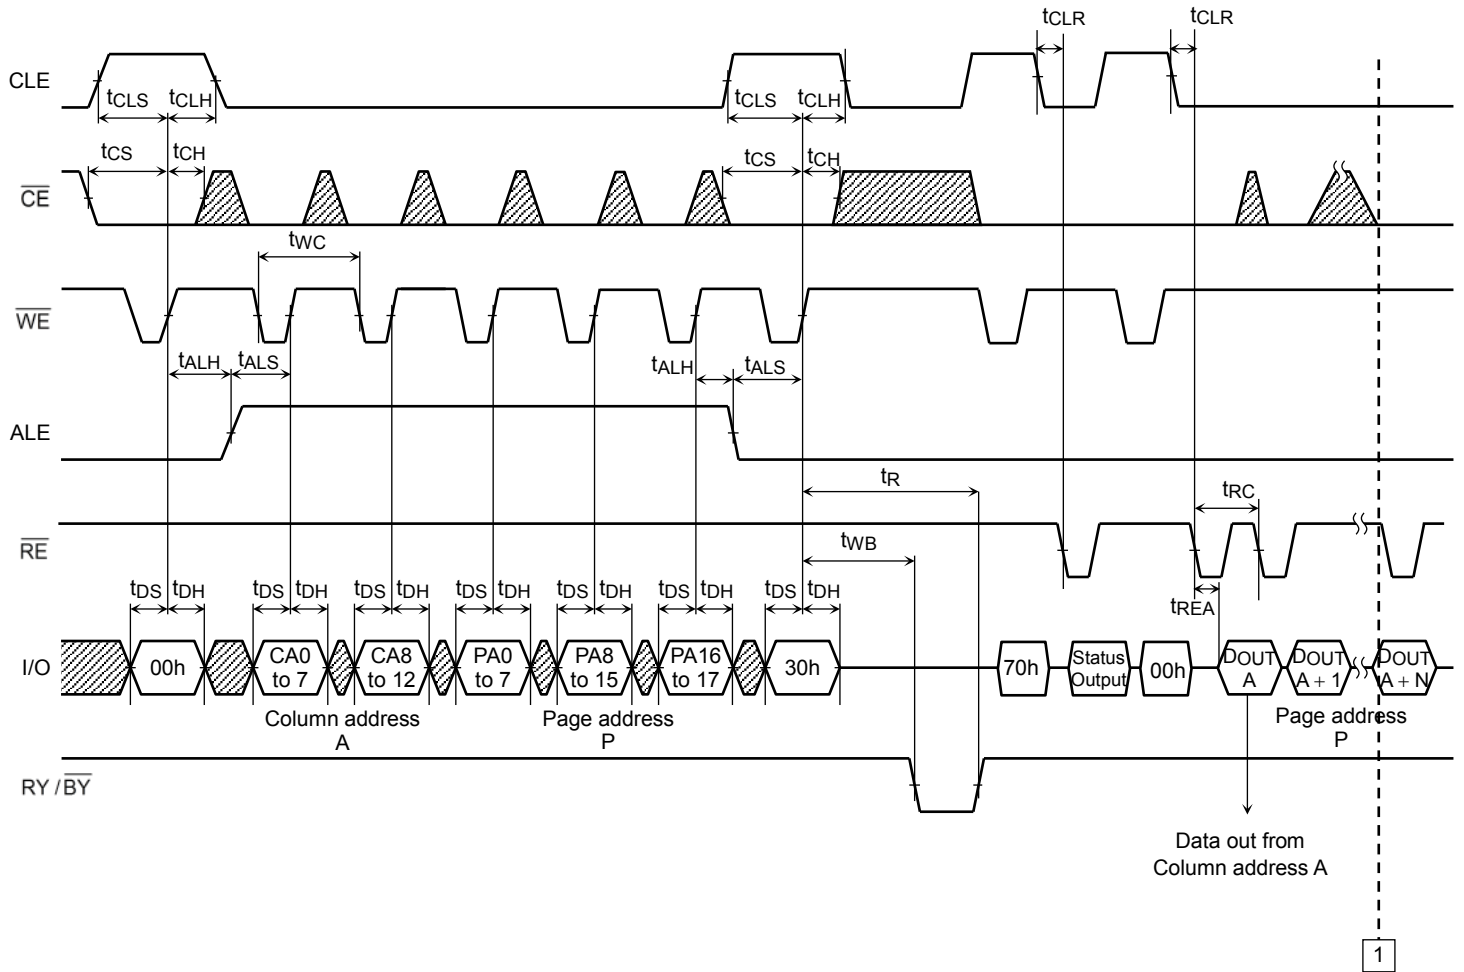 tCLR tCLR
CLE
tCLS tCLH tCLS tCLH
tCS tCH tCS tCH
CE
tWC
WE
tALH tALS tALH tALS
ALE
tR
tRC
RE
tWB
tDS tDH tDS tDH tDS tDH tDS tDH tDS tDH tDS tDH tDS tDH
tREA
I/O
00h
CA0
to 7
CA8
to 12
PA0
to 7
PA8
to 15
PA16
to 17
30h
70h
Status
Output
00h
DOUT
A
DOUT
A + 1
DOUT
A + N
Column address
A
Page address
P
Page address
P
RY / BY
Data out from
Column address A
1